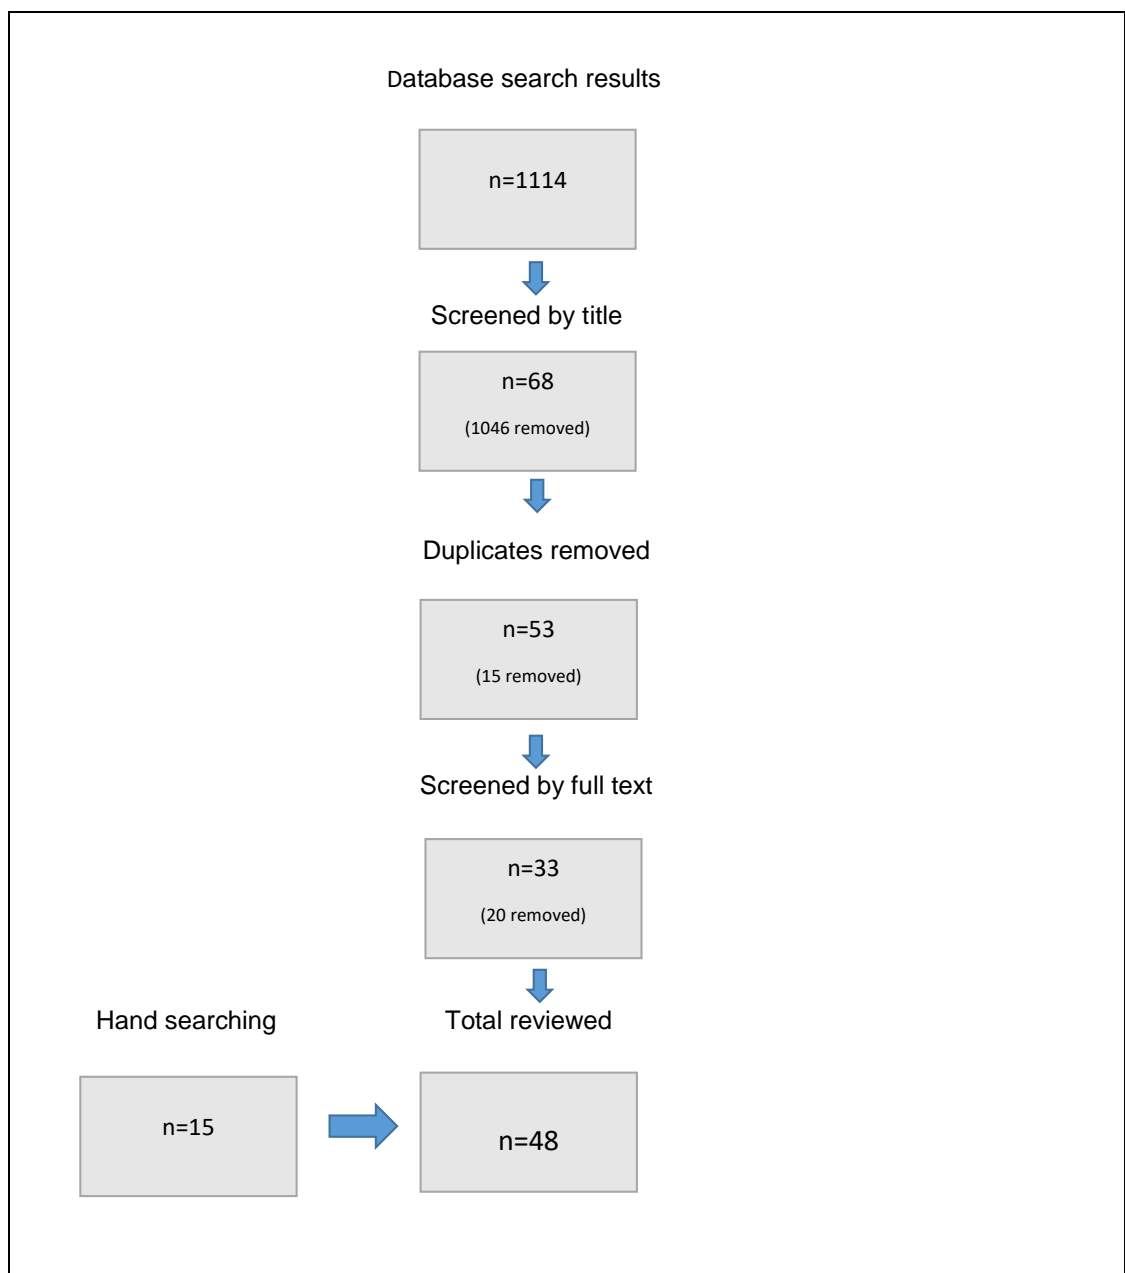 Database search results
n=1114
Screened by title
n=68
(1046 removed)
Duplicates removed
n=53
(15 removed)
Screened by full text
n=33
(20 removed)
Hand searching
Total reviewed
n=15
n=48